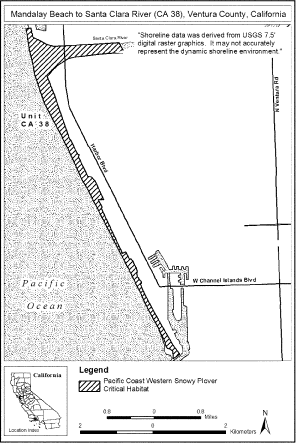 Mandalay Beach to Santa Clara River (CA 38), Ventura County, California
Santa Clara River
"Shoreline data was derived from USGS 7.5'
digital raster graphics. It may not accurately
represent the dynamic shoreline environment."
N Ventura Rd
Unit
CA 38
Harbor Blvd
Pacific
Ocean
W Channel Islands Blvd
California
Location Index
Legend
Pacific Coast Western Snowy Plover
Critical Habitat
0.8 0 0.8
Miles
2 0 2
Kilometers
N